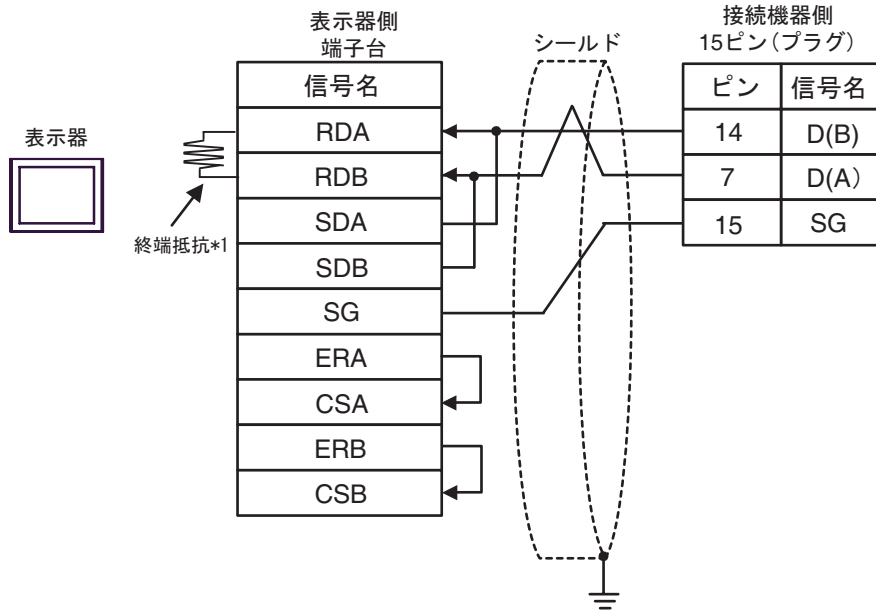 表示器側
端子台
シールド
接続機器側
15ピン(プラグ)
表示器
終端抵抗*1
信号名
RDA
RDB
SDA
SDB
SG
ERA
CSA
ERB
CSB
ピン 信号名
14 D(B)
7 D(A)
15 SG